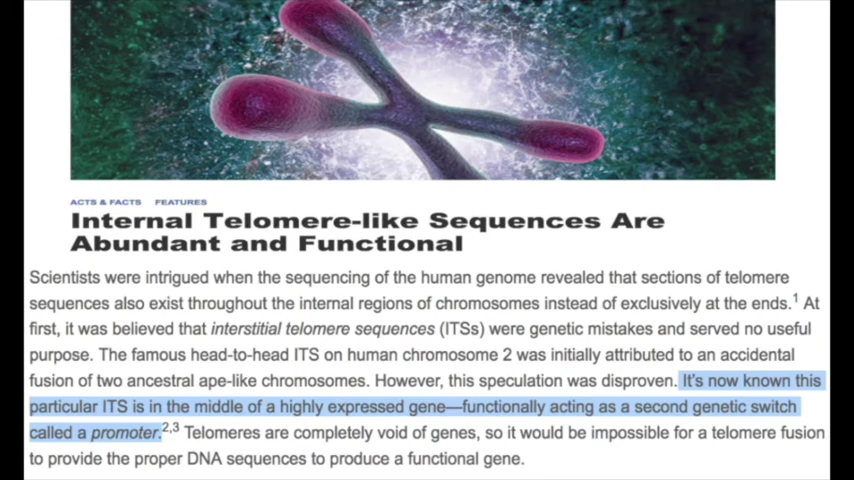 ACTS & FACTS FEATURES
Internal Telomere-like Sequences Are
Abundant and Functional
Scientists were intrigued when the sequencing of the human genome revealed that sections of telomere
sequences also exist throughout the internal regions of chromosomes instead of exclusively at the ends.1 At
first, it was believed that interstitial telomere sequences (ITSs) were genetic mistakes and served no useful
purpose. The famous head-to-head ITS on human chromosome 2 was initially attributed to an accidental
fusion of two ancestral ape-like chromosomes. However, this speculation was disproven. It's now known this
particular ITS is in the middle of a highly expressed gene—functionally acting as a second genetic switch
called a promoter.2,3 Telomeres are completely void of genes, so it would be impossible for a telomere fusion
to provide the proper DNA sequences to produce a functional gene.